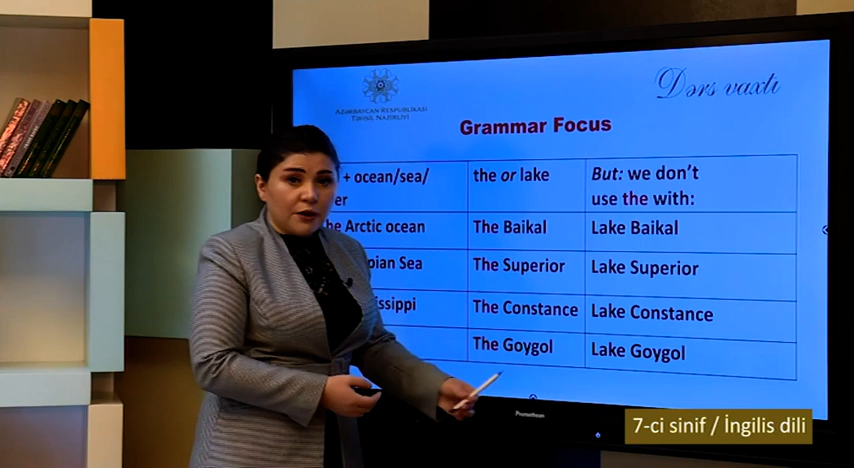 AZƏRBAYCAN RESPUBLİKASI
TƏHSİL NAZİRLİYİ
Dərs vaxtı
Grammar Focus
+ ocean/sea/
er
the or lake
But: we don't
use the with:
he Arctic ocean
The Baikal
Lake Baikal
pian Sea
The Superior
Lake Superior
issippi
The Constance
Lake Constance
The Goygol
Lake Goygol
Promethean
7-ci sinif / İngilis dili